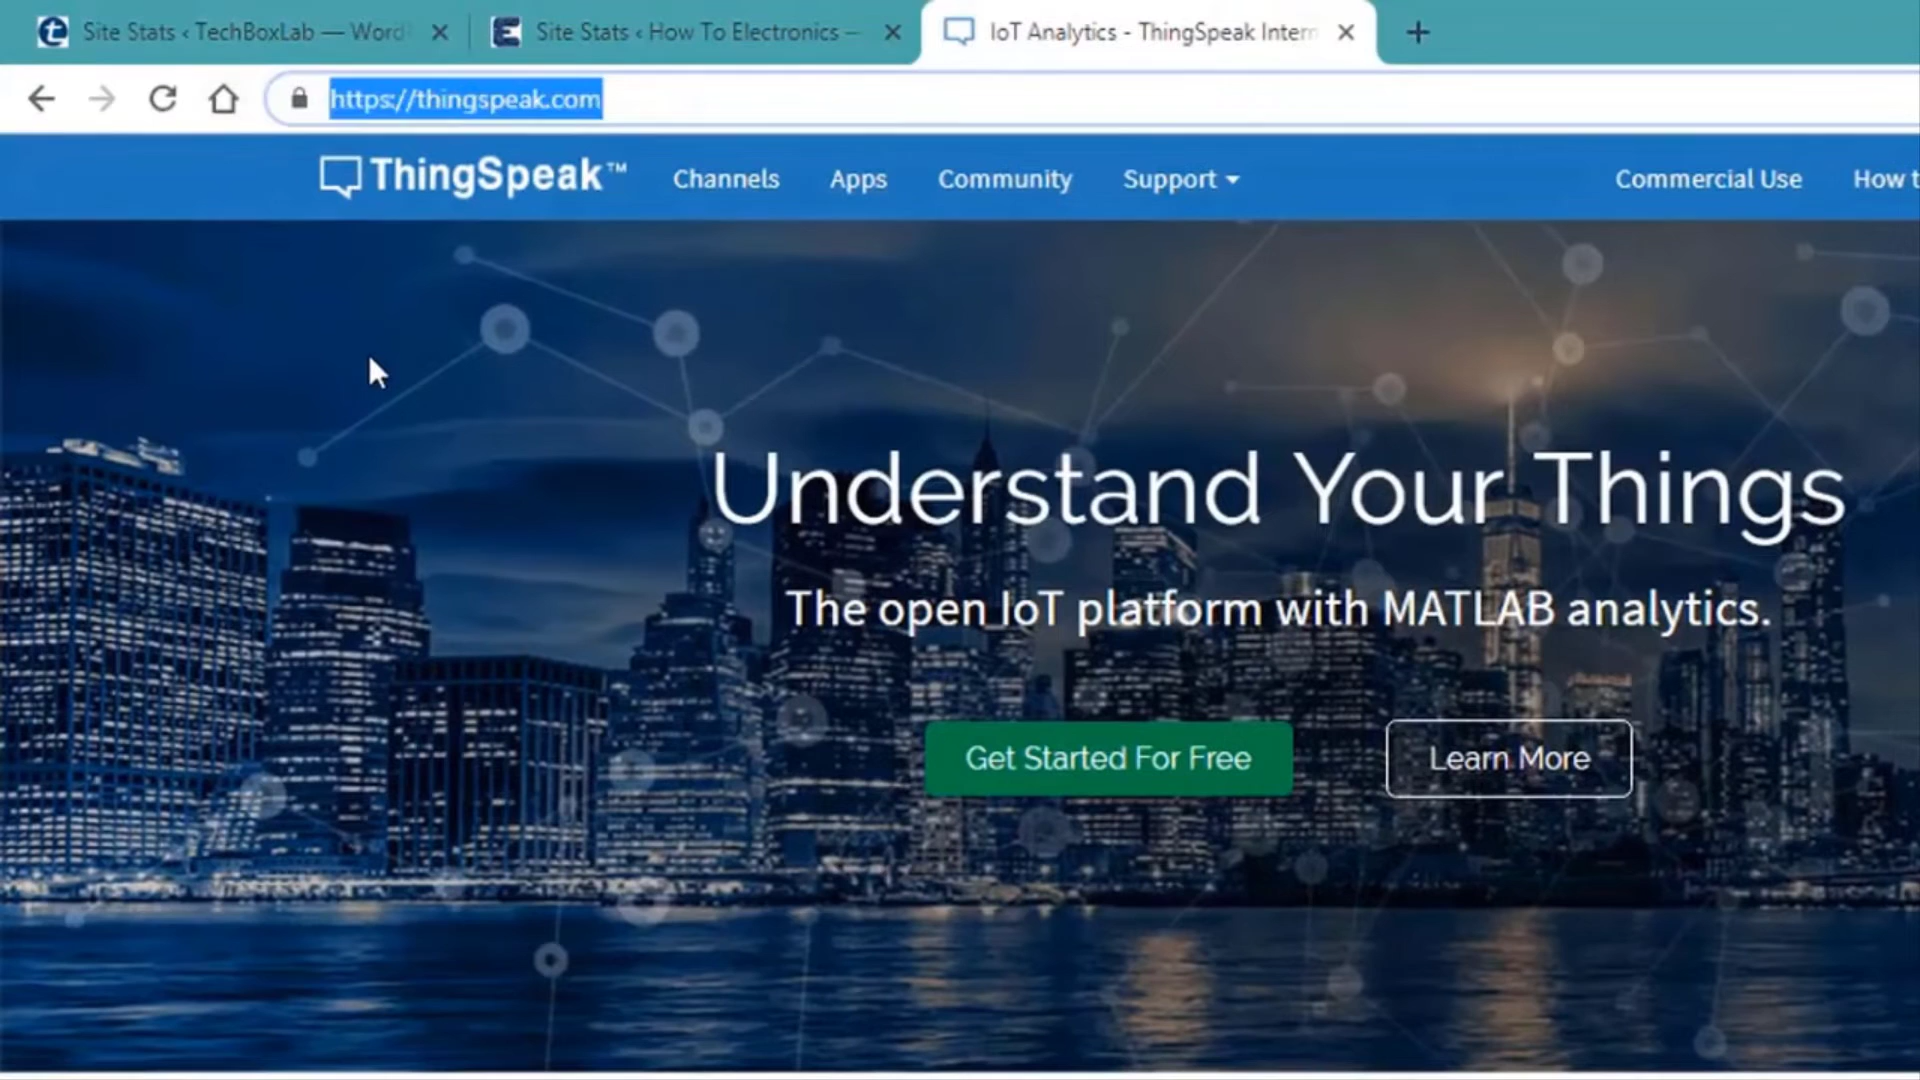 Site Stats ‹ TechBoxLab — Word
Site Stats ‹ How To Electronics —
IoT Analytics - ThingSpeak Intern
https://thingspeak.com
ThingSpeak™ Channels Apps Community Support Commercial Use How t
Understand Your Things
The open IoT platform with MATLAB analytics.
Get Started For Free Learn More